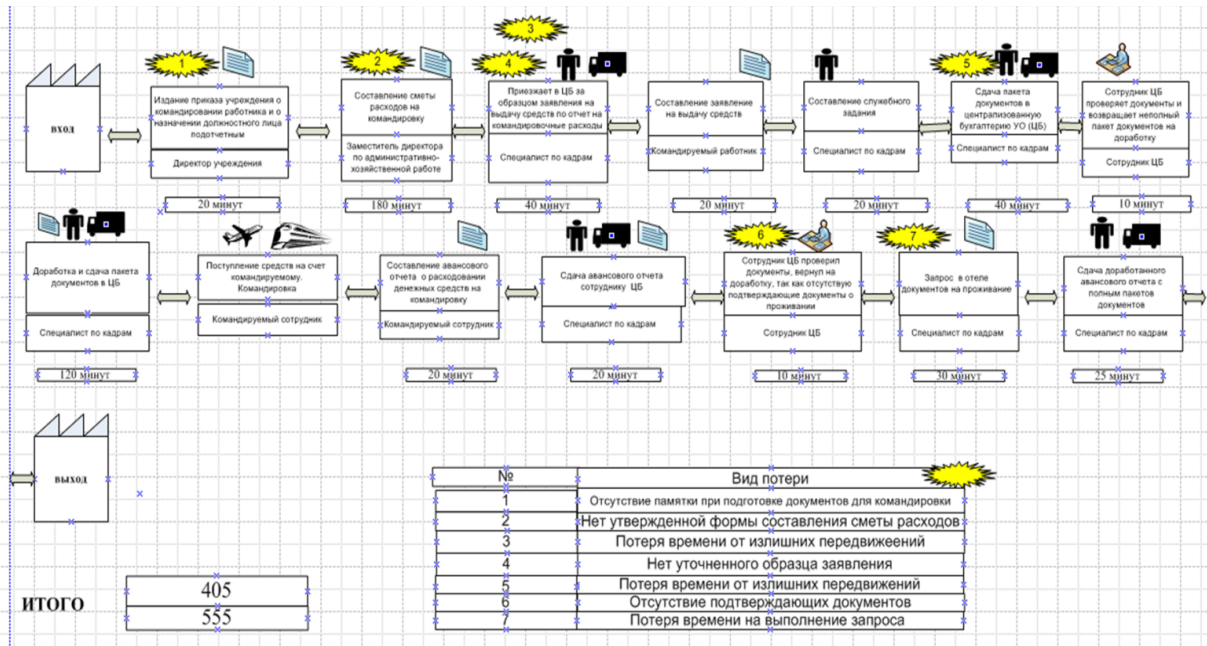 3
1
2
4
5
вход
Издание приказа учреждения о
командировании работника и о
назначении должностного лица
подотчетным
Директор учреждения
20 минут
Составление сметы
расходов на
командировку
Заместитель директора
по административно-
хозяйственной работе
180 минут
Приезжает в ЦБ за
образцом заявления на
выдачу средств по отчет на
командировочные расходы
Специалист по кадрам
40 минут
Составление заявление
на выдачу средств
Командируемый работник
20 минут
Составление служебного
задания
Специалист по кадрам
20 минут
Сдача пакета
документов в
централизованную
бухгалтерию УО (ЦБ)
Специалист по кадрам
40 минут
Сотрудник ЦБ
проверяет документы и
возвращает неполный
пакет документов на
доработку
Сотрудник ЦБ
10 минут
Доработка и сдача пакета
документов в ЦБ
Специалист по кадрам
120 минут
Поступление средств на счет
командируемому.
Командировка
Командируемый сотрудник
Составление авансового
отчета о расходовании
денежных средств на
командировку
Командируемый сотрудник
20 минут
Сдача авансового отчета
сотруднику ЦБ
Специалист по кадрам
20 минут
6
Сотрудник ЦБ проверил
документы, вернул на
доработку, так как отсутствую
подтверждающие документы о
проживании
Сотрудник ЦБ
10 минут
7
Запрос в отеле
документов на проживание
Специалист по кадрам
30 минут
Сдача доработанного
авансового отчета с
полным пакетов
документов
Специалист по кадрам
25 минут
выход
№ Вид потери
1 Отсутствие памятки при подготовке документов для командировки
2 Нет утвержденной формы составления сметы расходов
3 Потеря времени от излишних передвижеений
4 Нет уточненного образца заявления
5 Потеря времени от излишних передвижений
6 Отсутствие подтверждающих документов
7 Потеря времени на выполнение запроса
ИТОГО
405
555